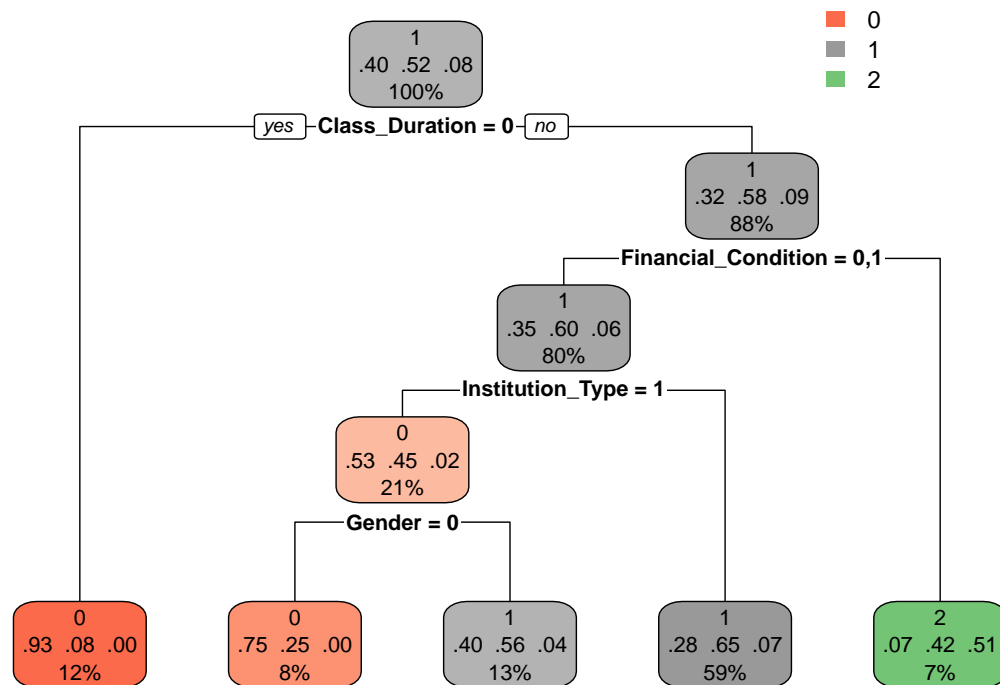 0
1
2
1
.40 .52 .08
100%
yes Class_Duration = 0 no
1
.32 .58 .09
88%
Financial_Condition = 0,1
1
.35 .60 .06
80%
Institution_Type = 1
0
.53 .45 .02
21%
Gender = 0
0
.93 .08 .00
12%
0
.75 .25 .00
8%
1
.40 .56 .04
13%
1
.28 .65 .07
59%
2
.07 .42 .51
7%